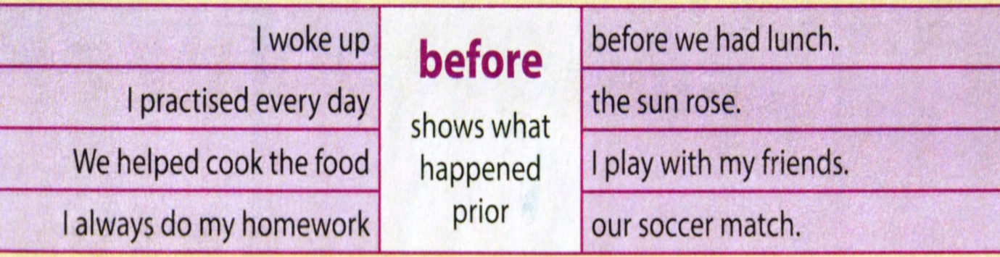 I woke up
I practised every day
We helped cook the food
I always do my homework
before
shows what
happened
prior
before we had lunch.
the sun rose.
I play with my friends.
our soccer match.